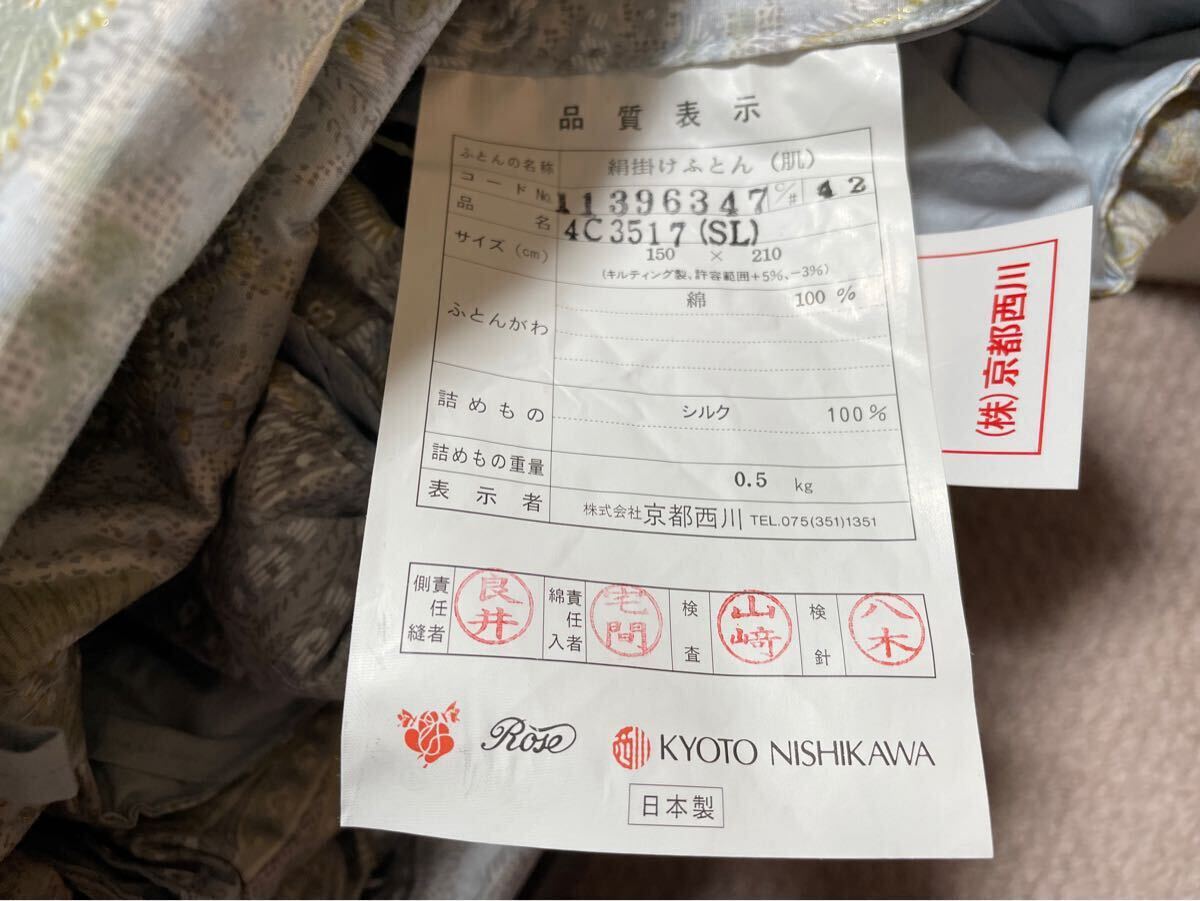 品質表示
ふとんの名称 絹掛けふとん(肌)
コードNo. 11396347 C/# 42
品名 4C3517(SL)
サイズ(cm) 150 × 210
(キルティング製、許容範囲+5%、-3%)
ふとんがわ 綿 100 %
詰めもの シルク 100%
詰めもの重量 0.5 kg
表示者 株式会社京都西川 TEL.075(351)1351
側縫責任者 良井 綿入責任者 宅間 検査 山崎 検針 八木
Rose 西川 KYOTO NISHIKAWA
日本製
(株)京都西川